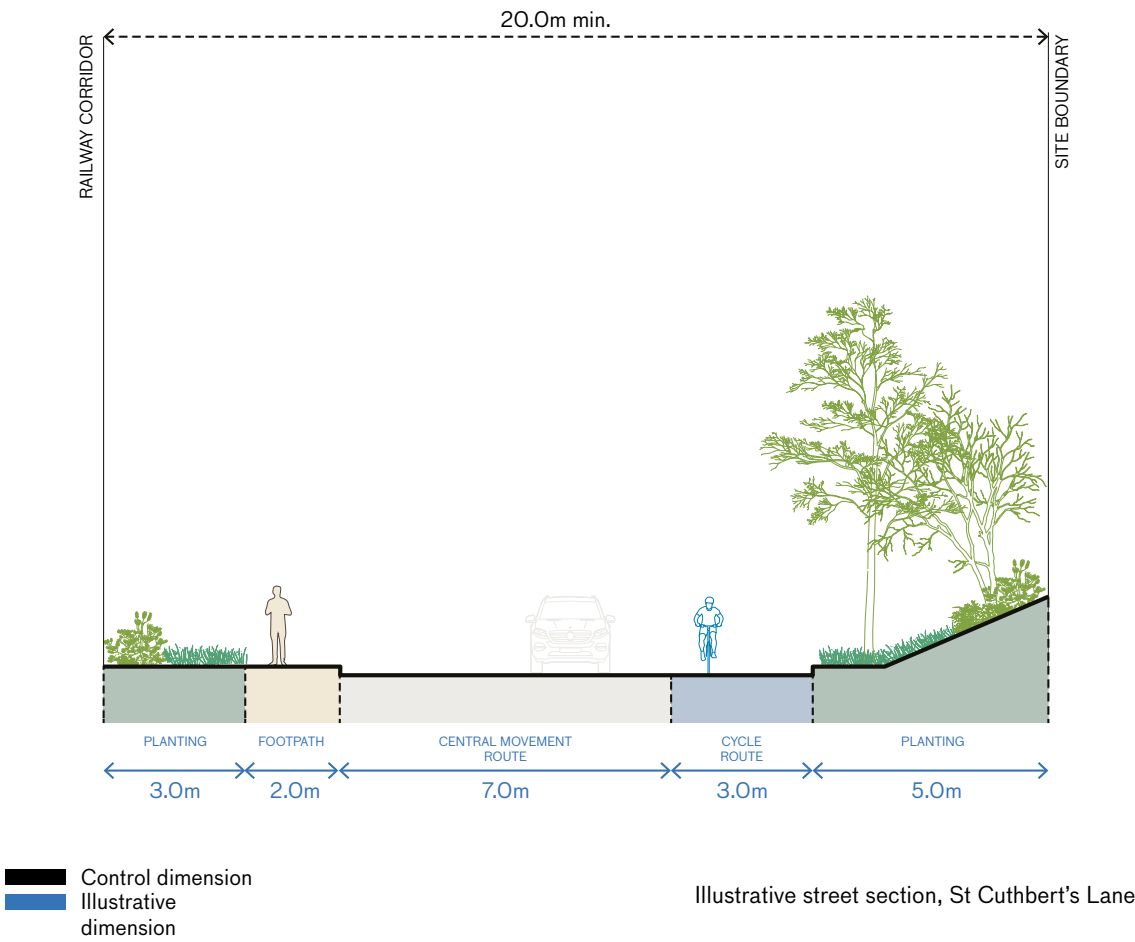 20.0m min.
RAILWAY CORRIDOR
SITE BOUNDARY
PLANTING
FOOTPATH
CENTRAL MOVEMENT
ROUTE
CYCLE
ROUTE
PLANTING
3.0m
2.0m
7.0m
3.0m
5.0m
Control dimension
Illustrative
dimension
Illustrative street section, St Cuthbert's Lane